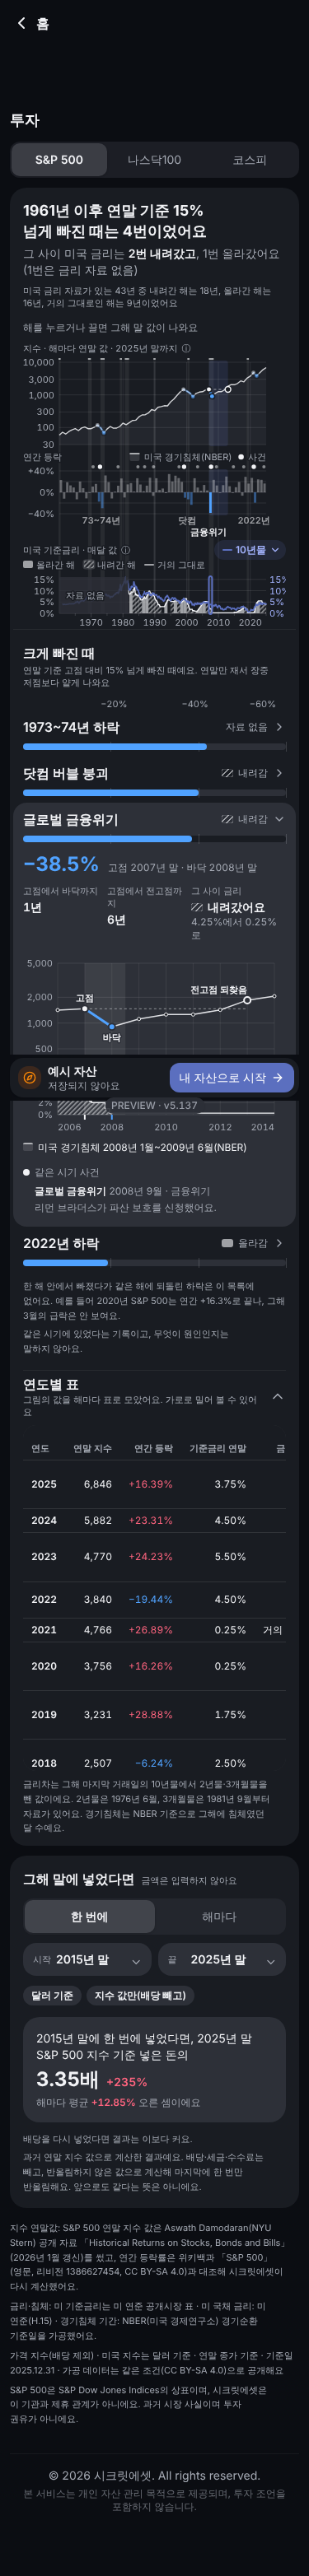 홈
투자
S&P 500
나스닥100
코스피
1961년 이후 연말 기준 15%
넘게 빠진 때는 4번이었어요
그 사이 미국 금리는 2번 내려갔고, 1번 올라갔어요
(1번은 금리 자료 없음)
미국 금리 자료가 있는 43년 중 내려간 해는 18년, 올라간 해는
16년, 거의 그대로인 해는 9년이었어요
해를 누르거나 끌면 그해 말 값이 나와요
지수 · 해마다 연말 값 · 2025년 말까지 ⓘ
10,000
3,000
1,000
300
100
30
연간 등락
미국 경기침체(NBER)
사건
+40%
0%
−40%
73~74년
닷컴
2022년
금융위기
미국 기준금리 · 매달 값 ⓘ
10년물
올라간 해
내려간 해
거의 그대로
15%
10%
5%
0%
자료 없음
15%
10%
5%
0%
1970
1980
1990
2000
2010
2020
크게 빠진 때
연말 기준 고점 대비 15% 넘게 빠진 때예요. 연말만 재서 장중
저점보다 얕게 나와요
−20%
−40%
−60%
1973~74년 하락
자료 없음
닷컴 버블 붕괴
내려감
글로벌 금융위기
내려감
−38.5%
고점 2007년 말 · 바닥 2008년 말
고점에서 바닥까지
1년
고점에서 전고점까
지
6년
그 사이 금리
내려갔어요
4.25%에서 0.25%
로
5,000
2,000
1,000
500
고점
바닥
전고점 되찾음
예시 자산
저장되지 않아요
내 자산으로 시작 →
2%
0%
PREVIEW · v5.137
2006
2008
2010
2012
2014
미국 경기침체 2008년 1월~2009년 6월(NBER)
같은 시기 사건
글로벌 금융위기 2008년 9월 · 금융위기
리먼 브라더스가 파산 보호를 신청했어요.
2022년 하락
올라감
한 해 안에서 빠졌다가 같은 해에 되돌린 하락은 이 목록에
없어요. 예를 들어 2020년 S&P 500는 연간 +16.3%로 끝나, 그해
3월의 급락은 안 보여요.
같은 시기에 있었다는 기록이고, 무엇이 원인인지는
말하지 않아요.
연도별 표
그림의 값을 해마다 표로 모았어요. 가로로 밀어 볼 수 있어
요
연도
연말 지수
연간 등락
기준금리 연말
금
2025
6,846
+16.39%
3.75%
2024
5,882
+23.31%
4.50%
2023
4,770
+24.23%
5.50%
2022
3,840
−19.44%
4.50%
2021
4,766
+26.89%
0.25%
거의
2020
3,756
+16.26%
0.25%
2019
3,231
+28.88%
1.75%
2018
2,507
−6.24%
2.50%
금리차는 그해 마지막 거래일의 10년물에서 2년물·3개월물을
뺀 값이에요. 2년물은 1976년 6월, 3개월물은 1981년 9월부터
자료가 있어요. 경기침체는 NBER 기준으로 그해에 침체였던
달 수예요.
그해 말에 넣었다면
금액은 입력하지 않아요
한 번에
해마다
시작
2015년 말
끝
2025년 말
달러 기준
지수 값만(배당 빼고)
2015년 말에 한 번에 넣었다면, 2025년 말
S&P 500 지수 기준 넣은 돈의
3.35배 +235%
해마다 평균 +12.85% 오른 셈이에요
배당을 다시 넣었다면 결과는 이보다 커요.
과거 연말 지수 값으로 계산한 결과예요. 배당·세금·수수료는
빼고, 반올림하지 않은 값으로 계산해 마지막에 한 번만
반올림해요. 앞으로도 같다는 뜻은 아니에요.
지수 연말값: S&P 500 연말 지수 값은 Aswath Damodaran(NYU
Stern) 공개 자료 「Historical Returns on Stocks, Bonds and Bills」
(2026년 1월 갱신)를 썼고, 연간 등락률은 위키백과 「S&P 500」
(영문, 리비전 1386627454, CC BY-SA 4.0)과 대조해 시크릿에셋이
다시 계산했어요.
금리·침체: 미 기준금리는 미 연준 공개시장 표 · 미 국채 금리: 미
연준(H.15) · 경기침체 기간: NBER(미국 경제연구소) 경기순환
기준일을 가공했어요.
가격 지수(배당 제외) · 미국 지수는 달러 기준 · 연말 종가 기준 · 기준일
2025.12.31 · 가공 데이터는 같은 조건(CC BY-SA 4.0)으로 공개해요
S&P 500은 S&P Dow Jones Indices의 상표이며, 시크릿에셋은
이 기관과 제휴 관계가 아니에요. 과거 시장 사실이며 투자
권유가 아니에요.
© 2026 시크릿에셋. All rights reserved.
본 서비스는 개인 자산 관리 목적으로 제공되며, 투자 조언을
포함하지 않습니다.